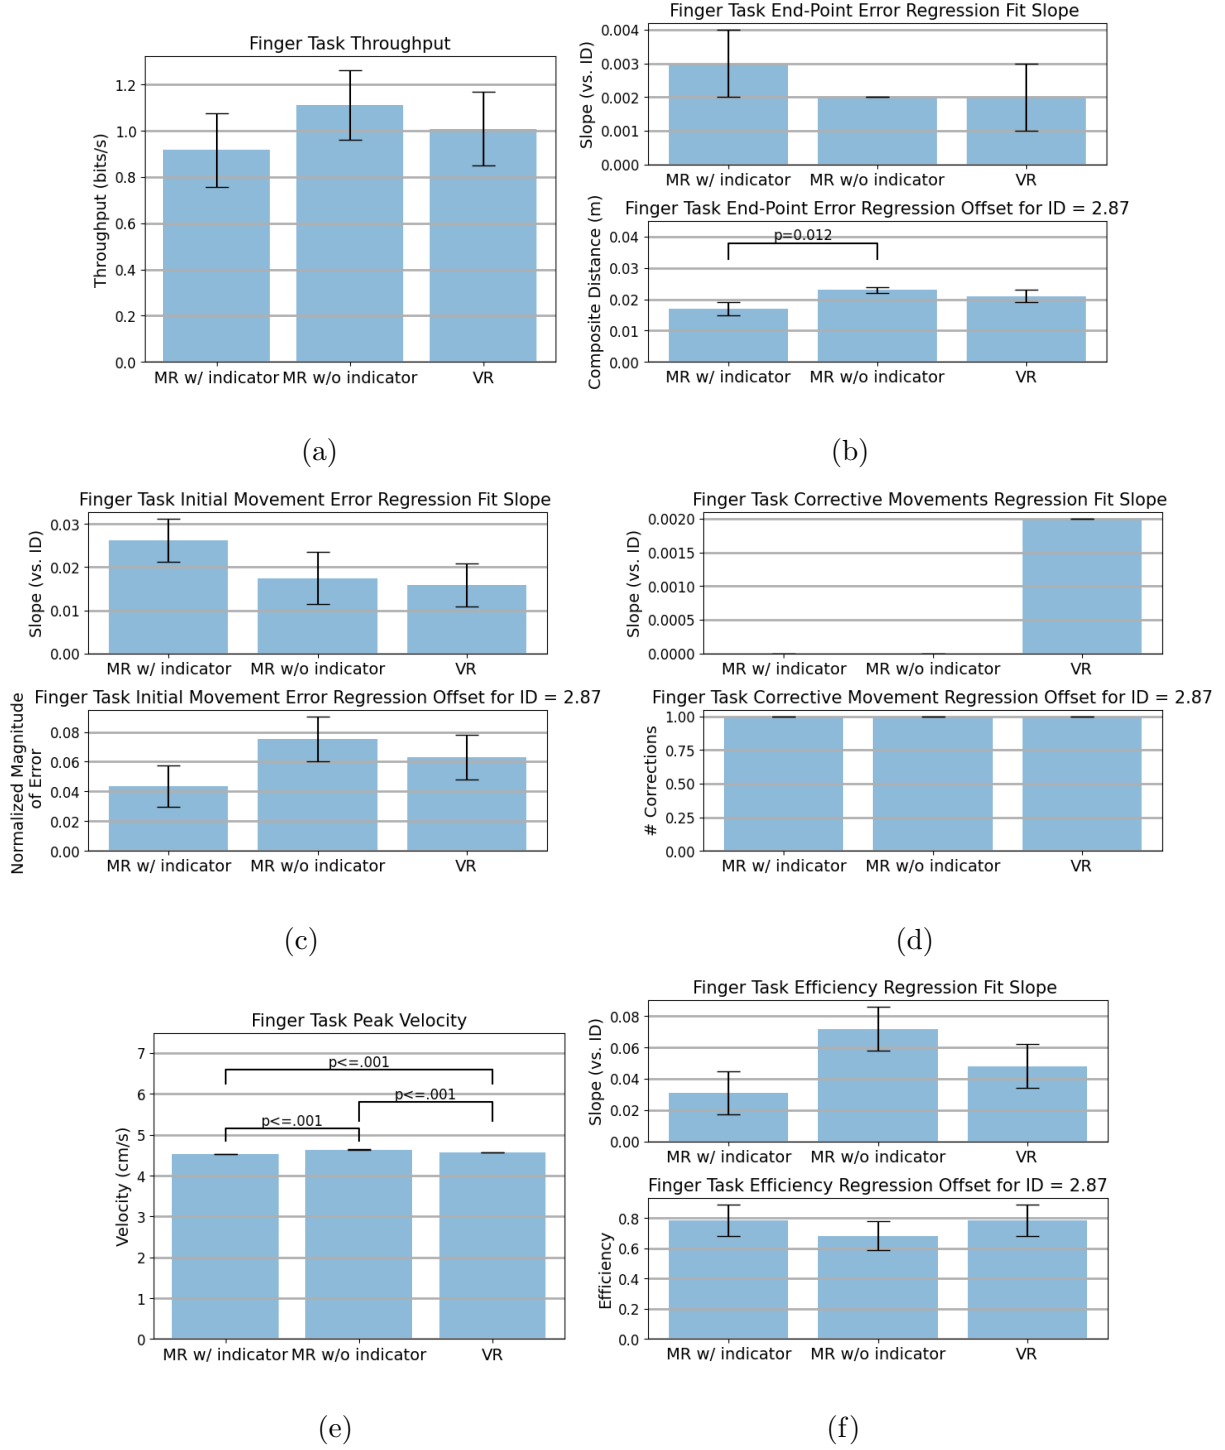 Finger Task Throughput
Throughput (bits/s)
1.2
1.0
0.8
0.6
0.4
0.2
0.0
MR w/ indicator MR w/o indicator VR
(a)
Finger Task End-Point Error Regression Fit Slope
Slope (vs. ID)
0.004
0.003
0.002
0.001
0.000
MR w/ indicator MR w/o indicator VR
Finger Task End-Point Error Regression Offset for ID = 2.87
Composite Distance (m)
0.04
0.03
0.02
0.01
0.00
p=0.012
MR w/ indicator MR w/o indicator VR
(b)
Finger Task Initial Movement Error Regression Fit Slope
Slope (vs. ID)
0.03
0.02
0.01
0.00
MR w/ indicator MR w/o indicator VR
Finger Task Initial Movement Error Regression Offset for ID = 2.87
Normalized Magnitude
of Error
0.08
0.06
0.04
0.02
0.00
MR w/ indicator MR w/o indicator VR
(c)
Finger Task Corrective Movements Regression Fit Slope
Slope (vs. ID)
0.0020
0.0015
0.0010
0.0005
0.0000
MR w/ indicator MR w/o indicator VR
Finger Task Corrective Movement Regression Offset for ID = 2.87
# Corrections
1.00
0.75
0.50
0.25
0.00
MR w/ indicator MR w/o indicator VR
(d)
Finger Task Peak Velocity
Velocity (cm/s)
7
6
5
4
3
2
1
0
p<=.001
p<=.001
p<=.001
MR w/ indicator MR w/o indicator VR
(e)
Finger Task Efficiency Regression Fit Slope
Slope (vs. ID)
0.08
0.06
0.04
0.02
0.00
MR w/ indicator MR w/o indicator VR
Finger Task Efficiency Regression Offset for ID = 2.87
Efficiency
0.8
0.6
0.4
0.2
0.0
MR w/ indicator MR w/o indicator VR
(f)